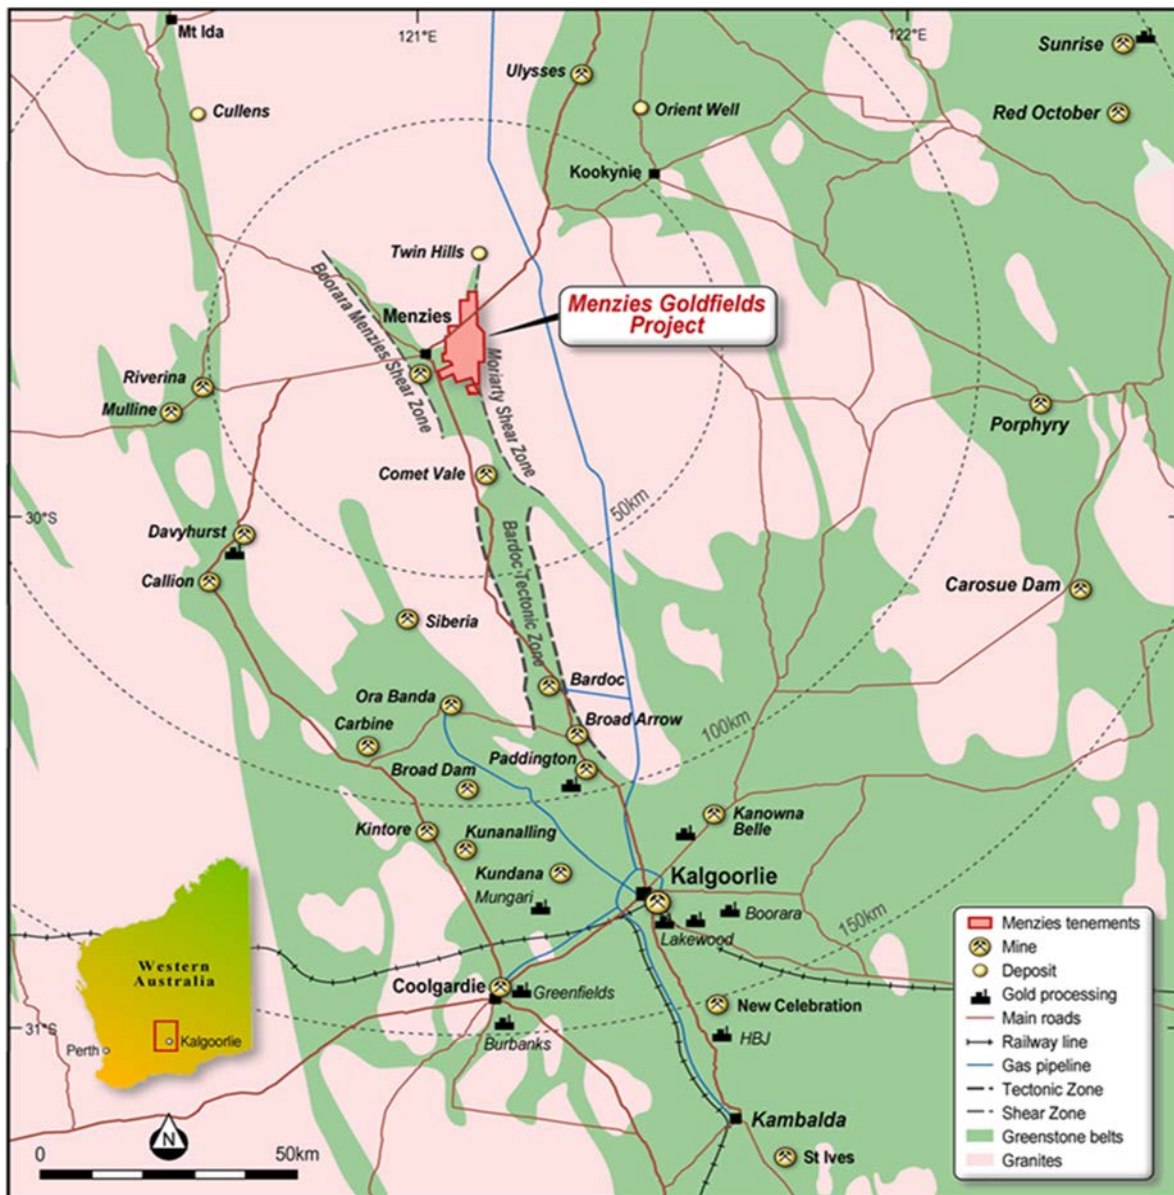 121°E
122°E
Mt Ida
Sunrise
Ulysses
Cullens
Orient Well
Red October
Kookynie
Twin Hills
Boorara Menzies Shear Zone
Menzies
Menzies Goldfields
Project
Moriarty Shear Zone
Riverina
Mulline
Porphyry
Comet Vale
50km
30°S
Davyhurst
Bardoc Tectonic Zone
Callion
Carosue Dam
Siberia
Bardoc
Ora Banda
Broad Arrow
Carbine
100km
Paddington
Broad Dam
Kanowna
Belle
Kintore
Kunanalling
Kundana
Kalgoorlie
Mungari
Boorara
150km
Lakewood
Western
Australia
Coolgardie
Greenfields
New Celebration
31°S
Perth
Kalgoorlie
Burbanks
HBJ
Kambalda
N
0
50km
St Ives
Menzies tenements
Mine
Deposit
Gold processing
Main roads
Railway line
Gas pipeline
Tectonic Zone
Shear Zone
Greenstone belts
Granites